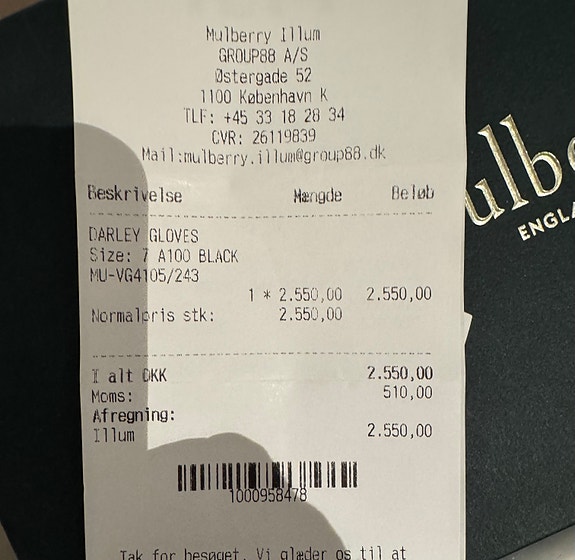 Mulberry Illum
GROUP88 A/S
Østergade 52
1100 København K
TLF: +45 33 18 28 34
CVR: 26119839
Mail:mulberry.illum@group88.dk
Beskrivelse Mængde Beløb
DARLEY GLOVES
Size: 7 A100 BLACK
MU-VG4105/243
1 * 2.550,00 2.550,00
Normalpris stk: 2.550,00
I alt DKK 2.550,00
Moms: 510,00
Afregning:
Illum 2.550,00
1000958478
Tak for besøget. Vi glæder os til at
ulbe
ENGLA